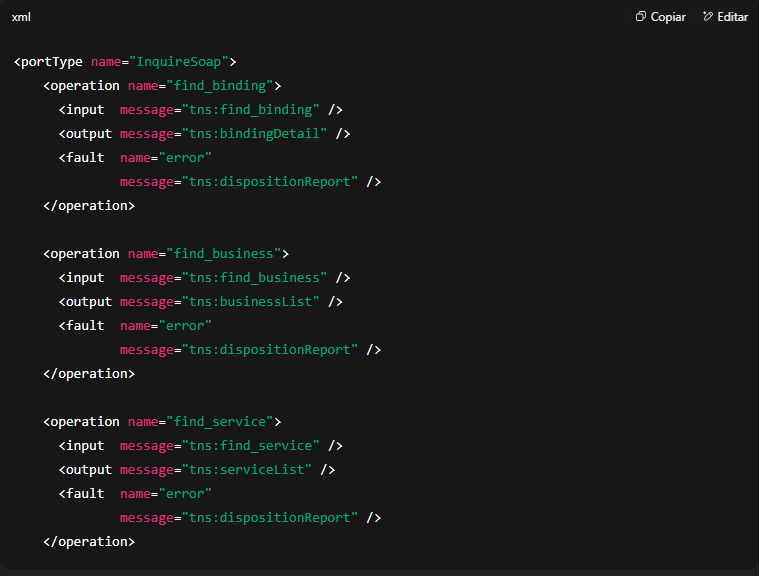 xml
Copiar
Editar
<portType name="InquireSoap">
    <operation name="find_binding">
      <input  message="tns:find_binding" />
      <output message="tns:bindingDetail" />
      <fault  name="error"
              message="tns:dispositionReport" />
    </operation>

    <operation name="find_business">
      <input  message="tns:find_business" />
      <output message="tns:businessList" />
      <fault  name="error"
              message="tns:dispositionReport" />
    </operation>

    <operation name="find_service">
      <input  message="tns:find_service" />
      <output message="tns:serviceList" />
      <fault  name="error"
              message="tns:dispositionReport" />
    </operation>